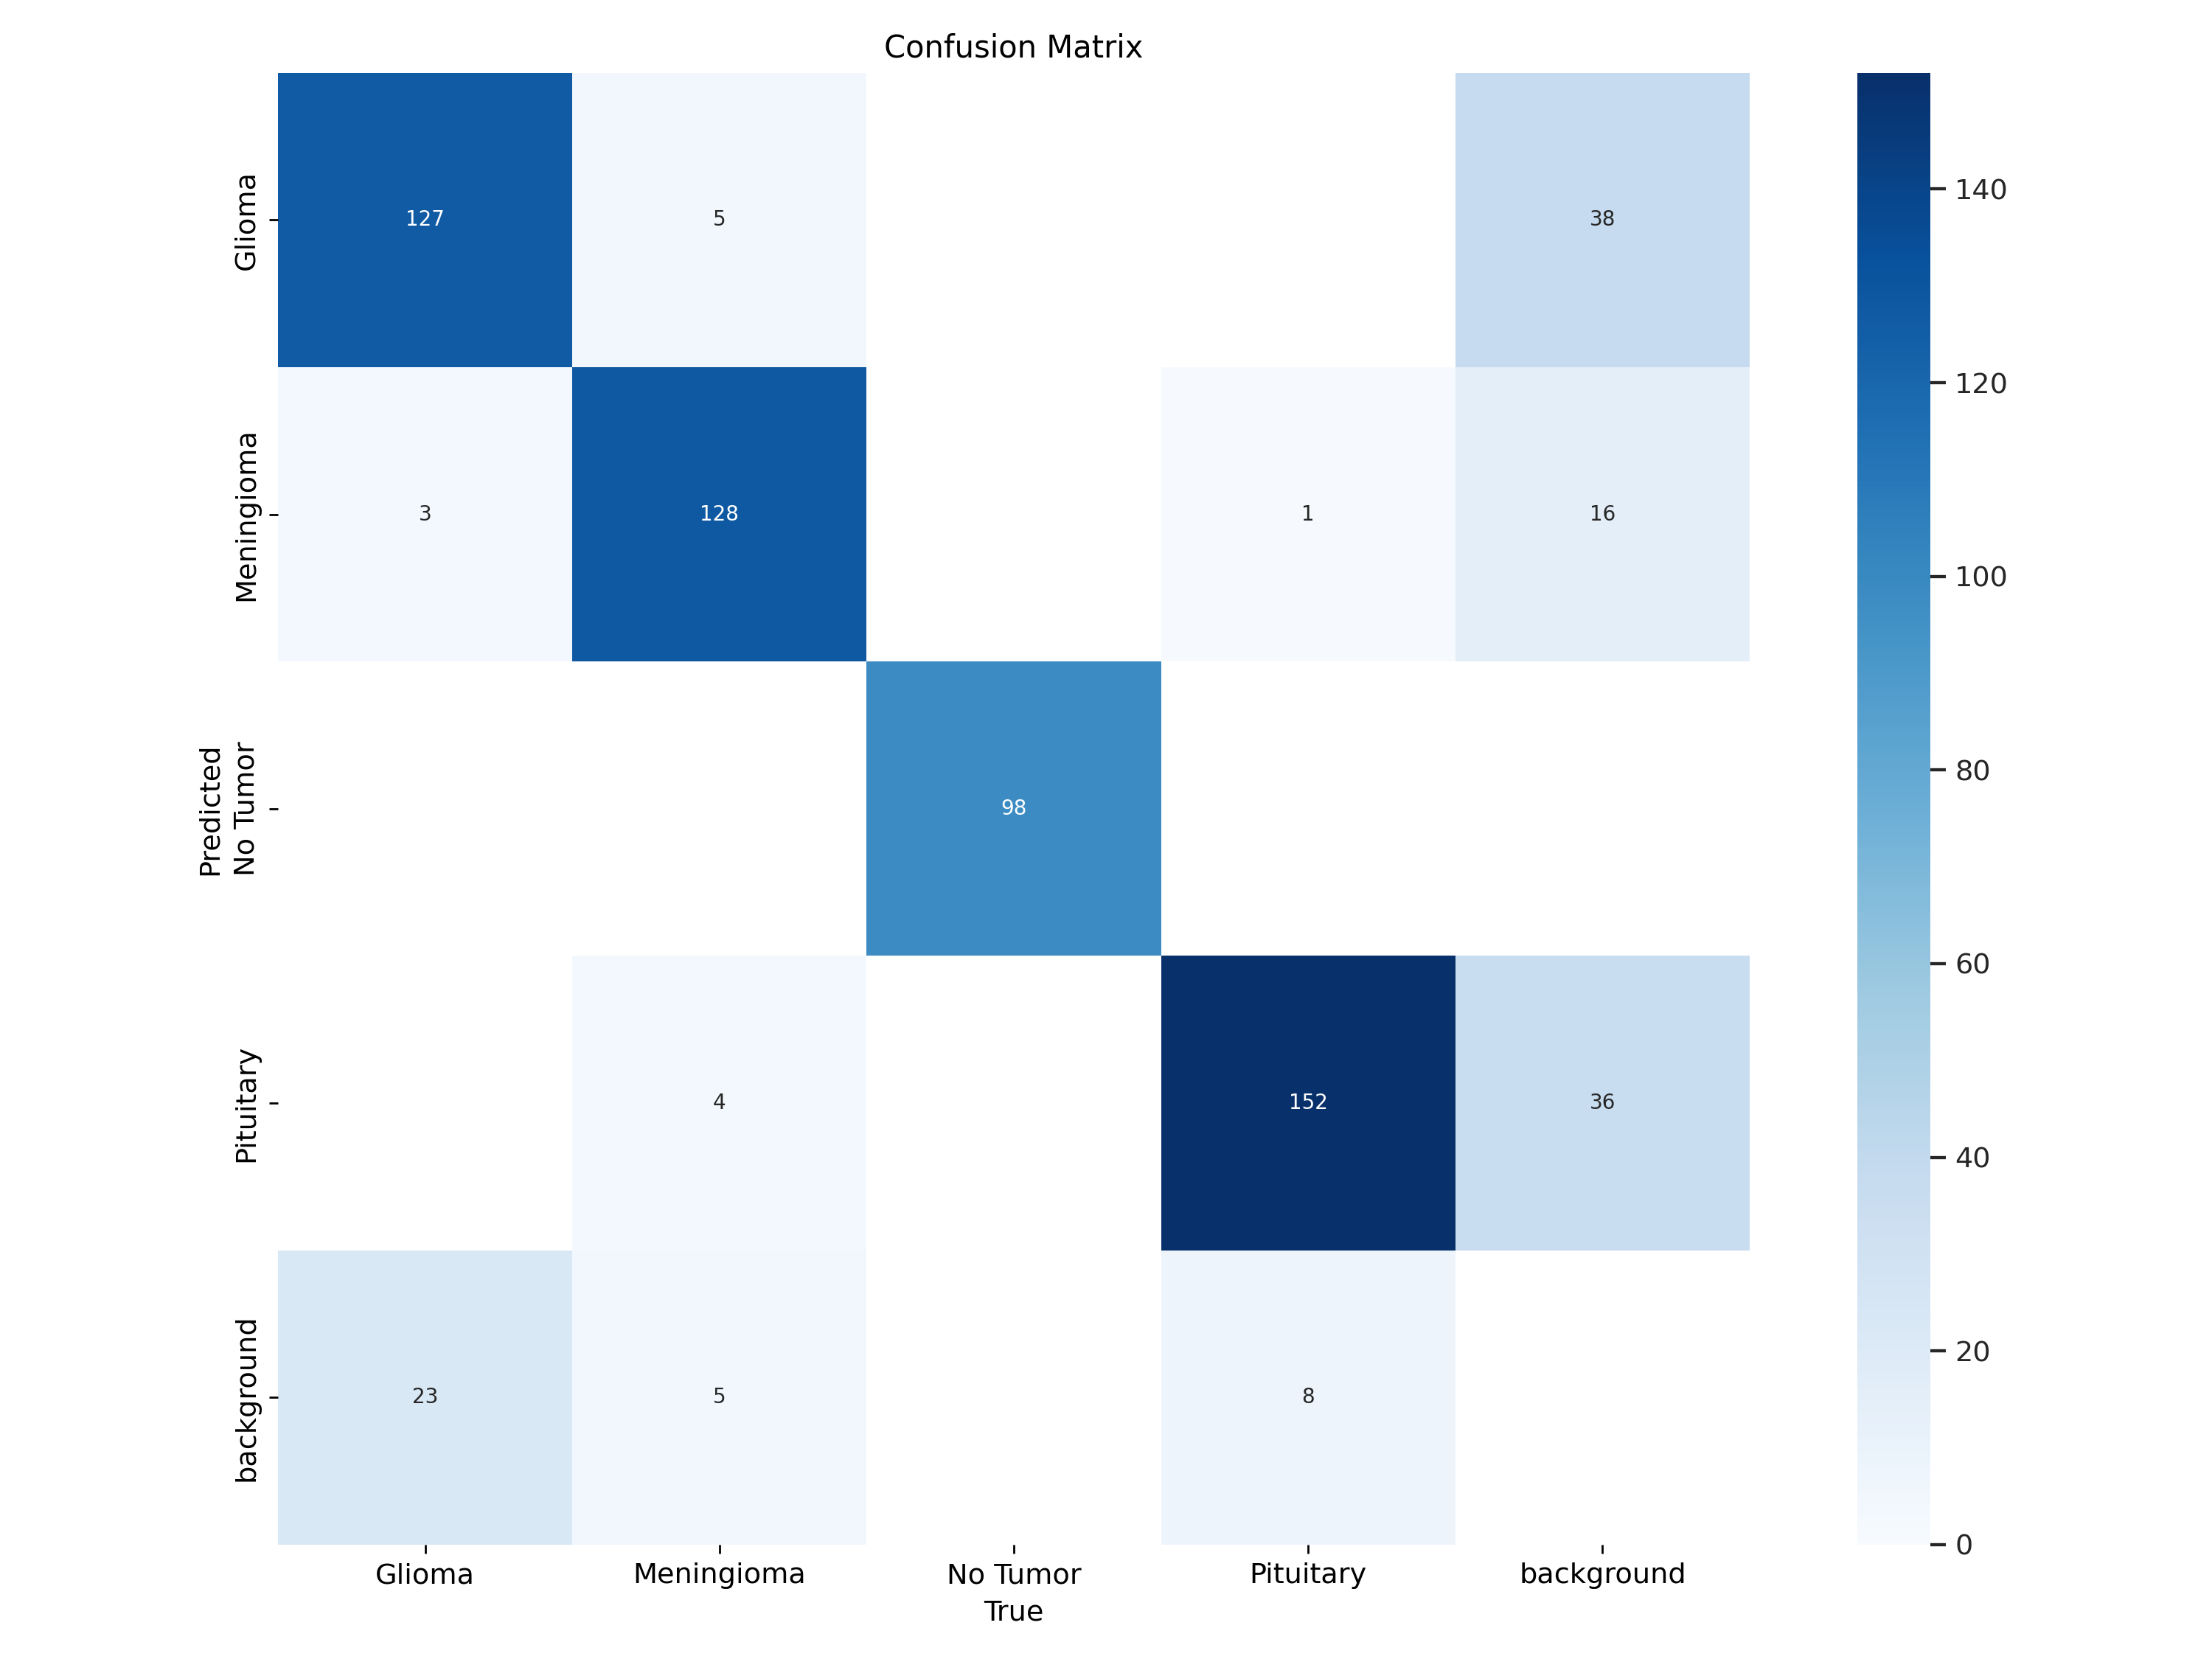 Confusion Matrix
Glioma
127
5
38
140
120
Meningioma
3
128
1
16
100
Predicted
No Tumor
98
80
60
Pituitary
4
152
36
40
background
23
5
8
20
0
Glioma
Meningioma
No Tumor
Pituitary
background
True